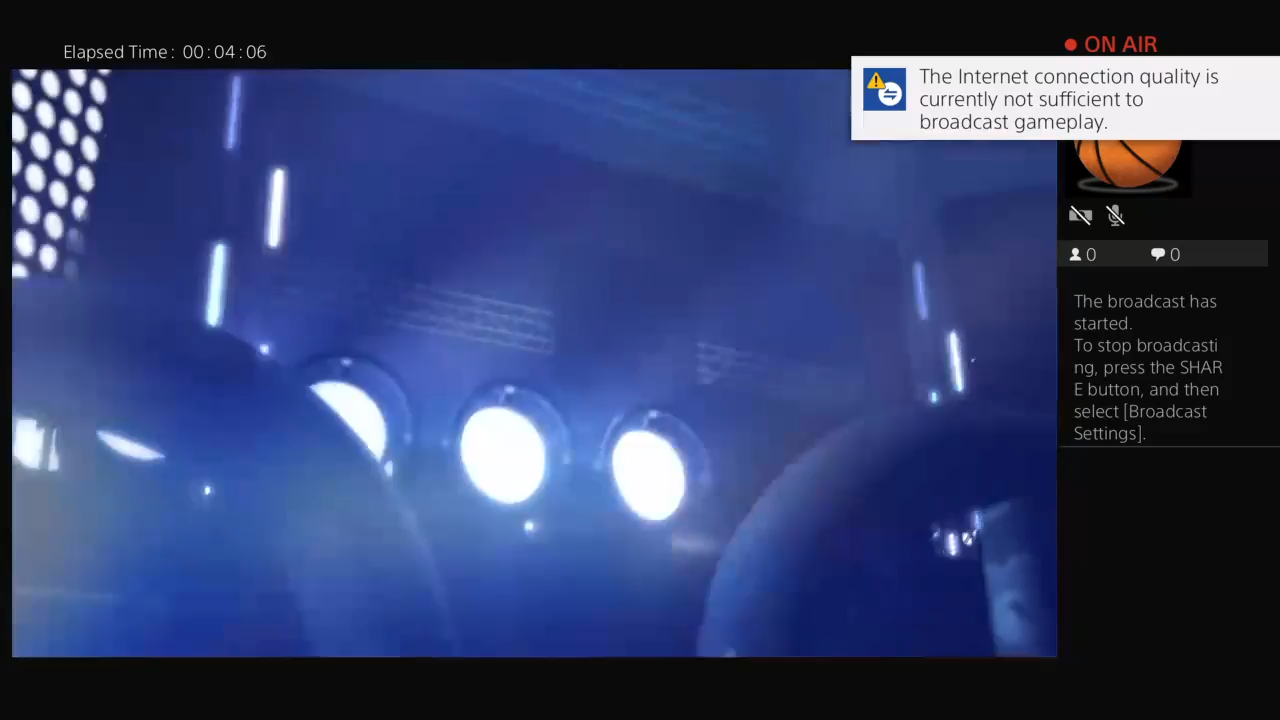 Elapsed Time: 00:04:06
ON AIR
The Internet connection quality is
currently not sufficient to
broadcast gameplay.
0
0
The broadcast has
started.
To stop broadcasti
ng, press the SHAR
E button, and then
select [Broadcast
Settings].